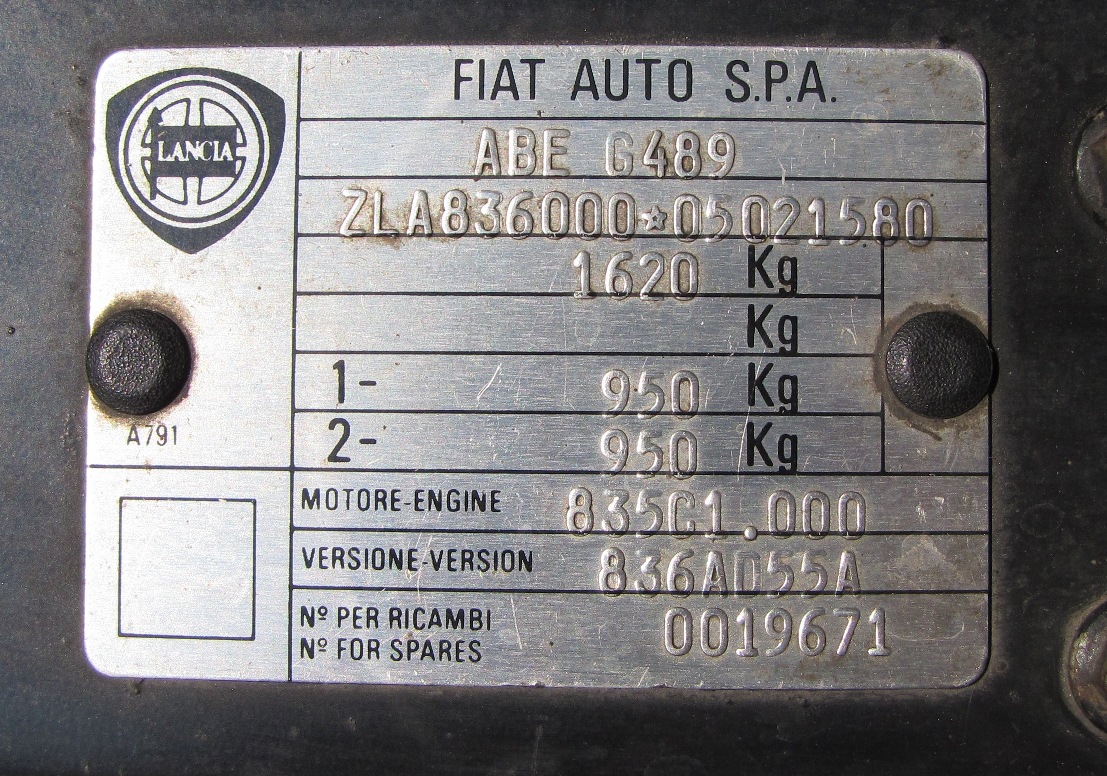 LANCIA
FIAT AUTO S.P.A.
ABE G489
ZLA836000*05021580
1620 Kg
Kg
1- 950 Kg
2- 950 Kg
A791
MOTORE-ENGINE 835C1.000
VERSIONE-VERSION 836AD55A
Nº PER RICAMBI
Nº FOR SPARES 0019671